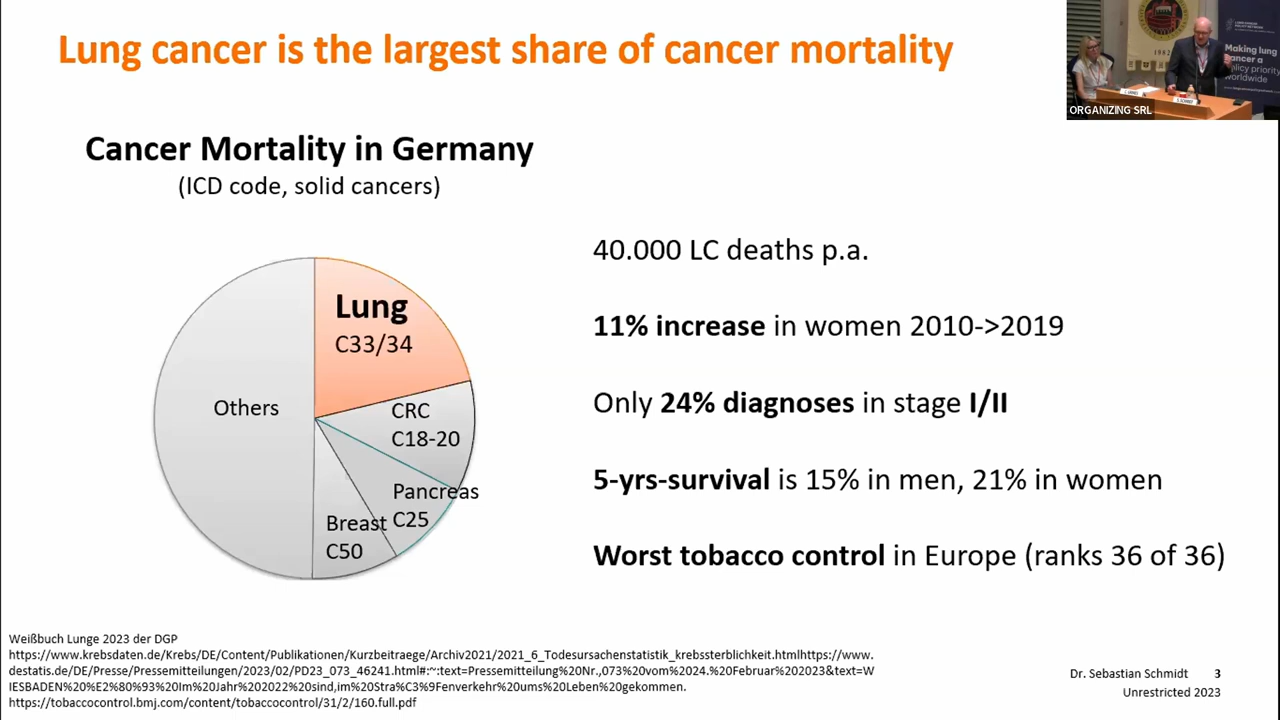 Lung cancer is the largest share of cancer mortality
Making lung
cancer a
policy priority
worldwide
1982
ORGANIZING SRL
Cancer Mortality in Germany
(ICD code, solid cancers)
Lung
C33/34
CRC
C18-20
Pancreas
C25
Breast
C50
Others
40.000 LC deaths p.a.
11% increase in women 2010->2019
Only 24% diagnoses in stage I/II
5-yrs-survival is 15% in men, 21% in women
Worst tobacco control in Europe (ranks 36 of 36)
Weißbuch Lunge 2023 der DGP
https://www.krebsdaten.de/Krebs/DE/Content/Publikationen/Kurzbeitraege/Archiv2021/2021_6_Todesursachenstatistik_krebssterblichkeit.htmlhttps://www.
destatis.de/DE/Presse/Pressemitteilungen/2023/02/PD23_073_46241.html#:~:text=Pressemitteilung%20Nr.,073%20vom%2024.%20Februar%202023&text=W
IESBADEN%20%E2%80%93%20Im%20Jahr%202022%20sind,im%20Stra%C3%9Fenverkehr%20ums%20Leben%20gekommen.
https://tobaccocontrol.bmj.com/content/tobaccocontrol/31/2/160.full.pdf
Dr. Sebastian Schmidt 3
Unrestricted 2023